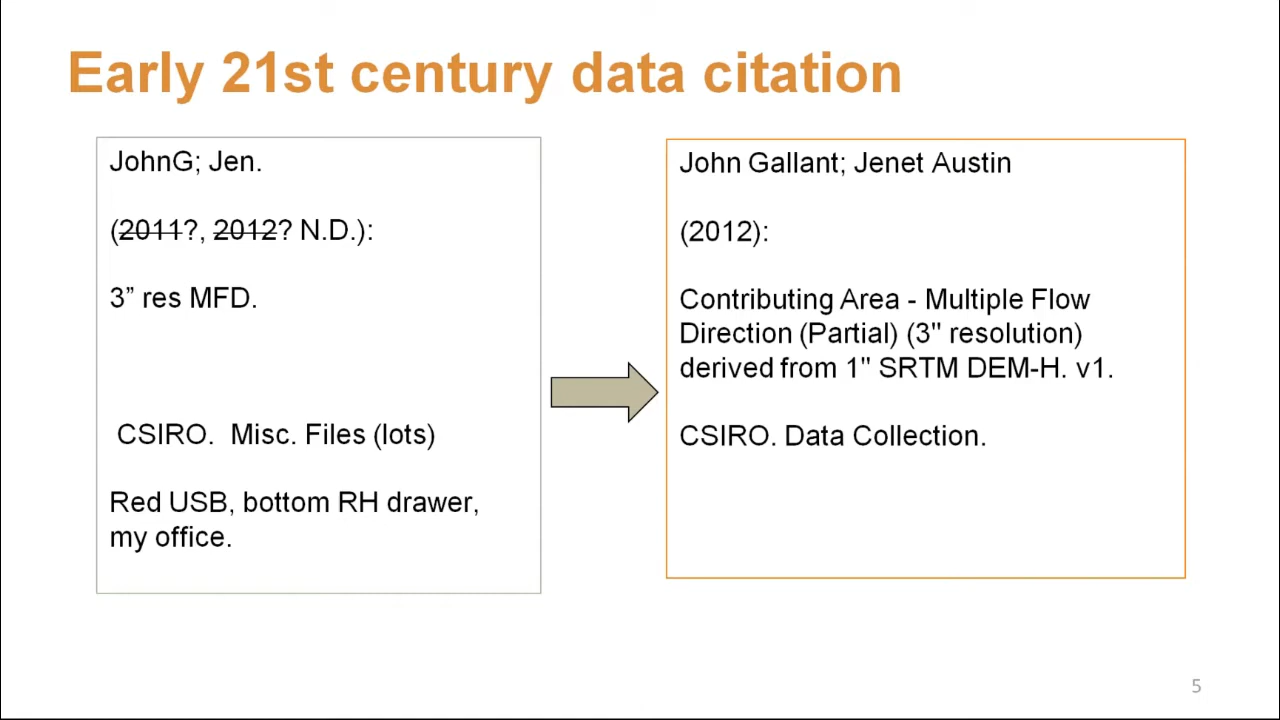 Early 21st century data citation
JohnG; Jen.
(2011?, 2012? N.D.):
3” res MFD.
CSIRO.  Misc. Files (lots)
Red USB, bottom RH drawer,
my office.
John Gallant; Jenet Austin
(2012):
Contributing Area - Multiple Flow
Direction (Partial) (3" resolution)
derived from 1" SRTM DEM-H. v1.
CSIRO. Data Collection.
5